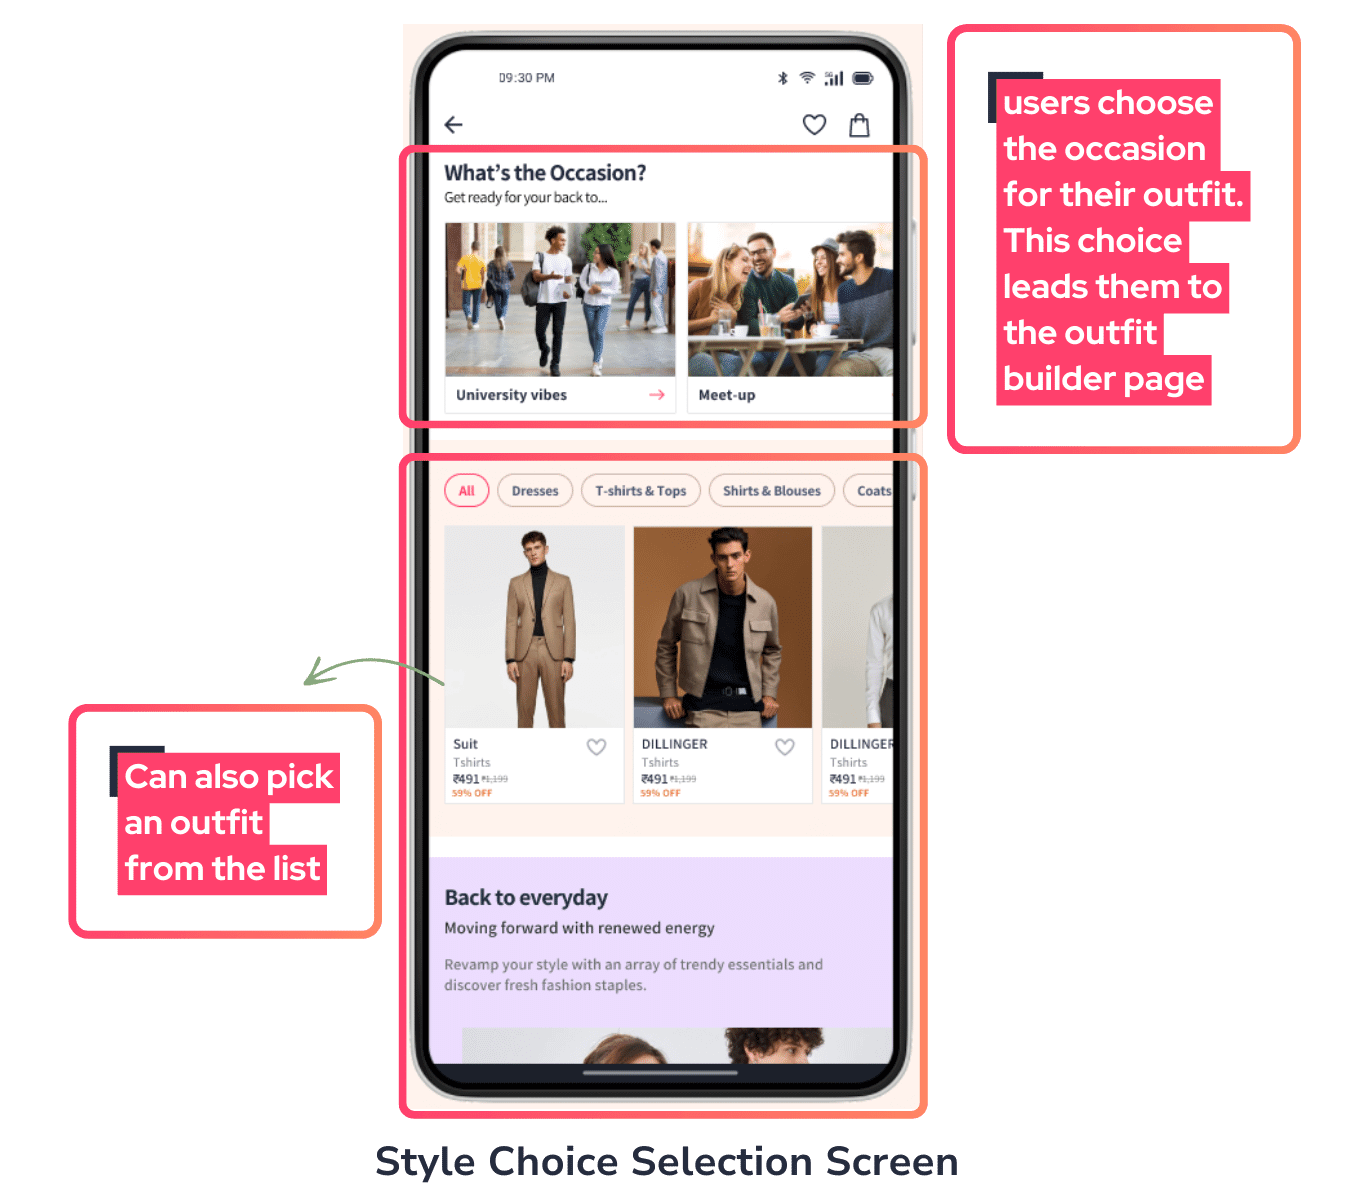 09:30 PM
5G
What's the Occasion?
Get ready for your back to...
University vibes
Meet-up
users choose
the occasion
for their outfit.
This choice
leads them to
the outfit
builder page
All
Dresses
T-shirts & Tops
Shirts & Blouses
Coats
Suit
Tshirts
₹491 ₹1,199
59% OFF
DILLINGER
Tshirts
₹491 ₹1,199
59% OFF
DILLINGER
Tshirts
₹491 ₹1,199
59% OFF
Can also pick
an outfit
from the list
Back to everyday
Moving forward with renewed energy
Revamp your style with an array of trendy essentials and
discover fresh fashion staples.
Style Choice Selection Screen